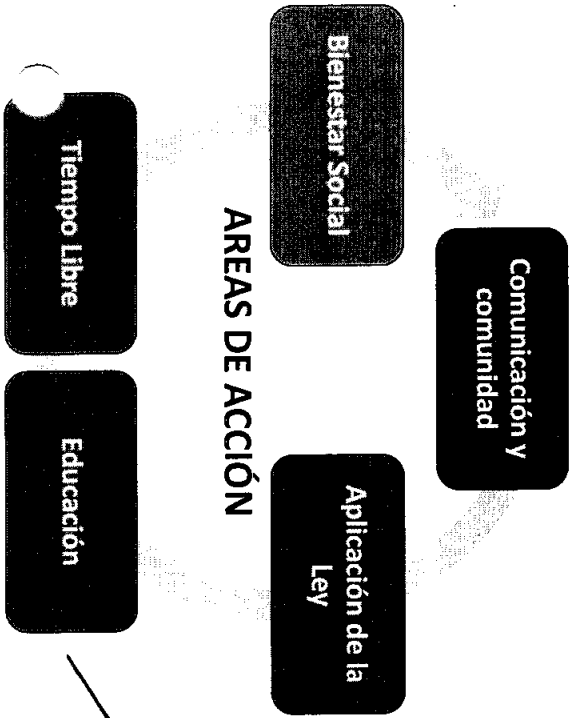 Comunicación y
comunidad
Bienestar Social
Aplicación de la
Ley
AREAS DE ACCIÓN
Tiempo Libre
Educación